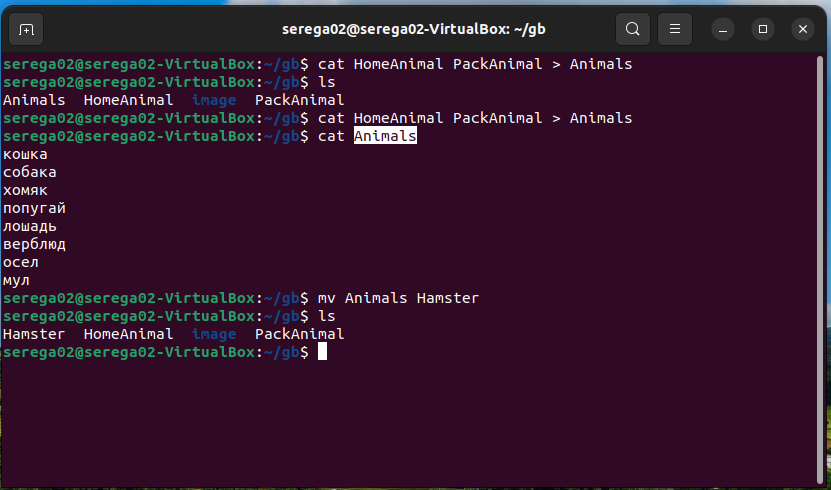 serega02@serega02-VirtualBox: ~/gb
serega02@serega02-VirtualBox:~/gb$ cat HomeAnimal PackAnimal > Animals
serega02@serega02-VirtualBox:~/gb$ ls
Animals  HomeAnimal  image  PackAnimal
serega02@serega02-VirtualBox:~/gb$ cat HomeAnimal PackAnimal > Animals
serega02@serega02-VirtualBox:~/gb$ cat Animals
кошка
собака
хомяк
попугай
лошадь
верблюд
осел
мул
serega02@serega02-VirtualBox:~/gb$ mv Animals Hamster
serega02@serega02-VirtualBox:~/gb$ ls
Hamster  HomeAnimal  image  PackAnimal
serega02@serega02-VirtualBox:~/gb$